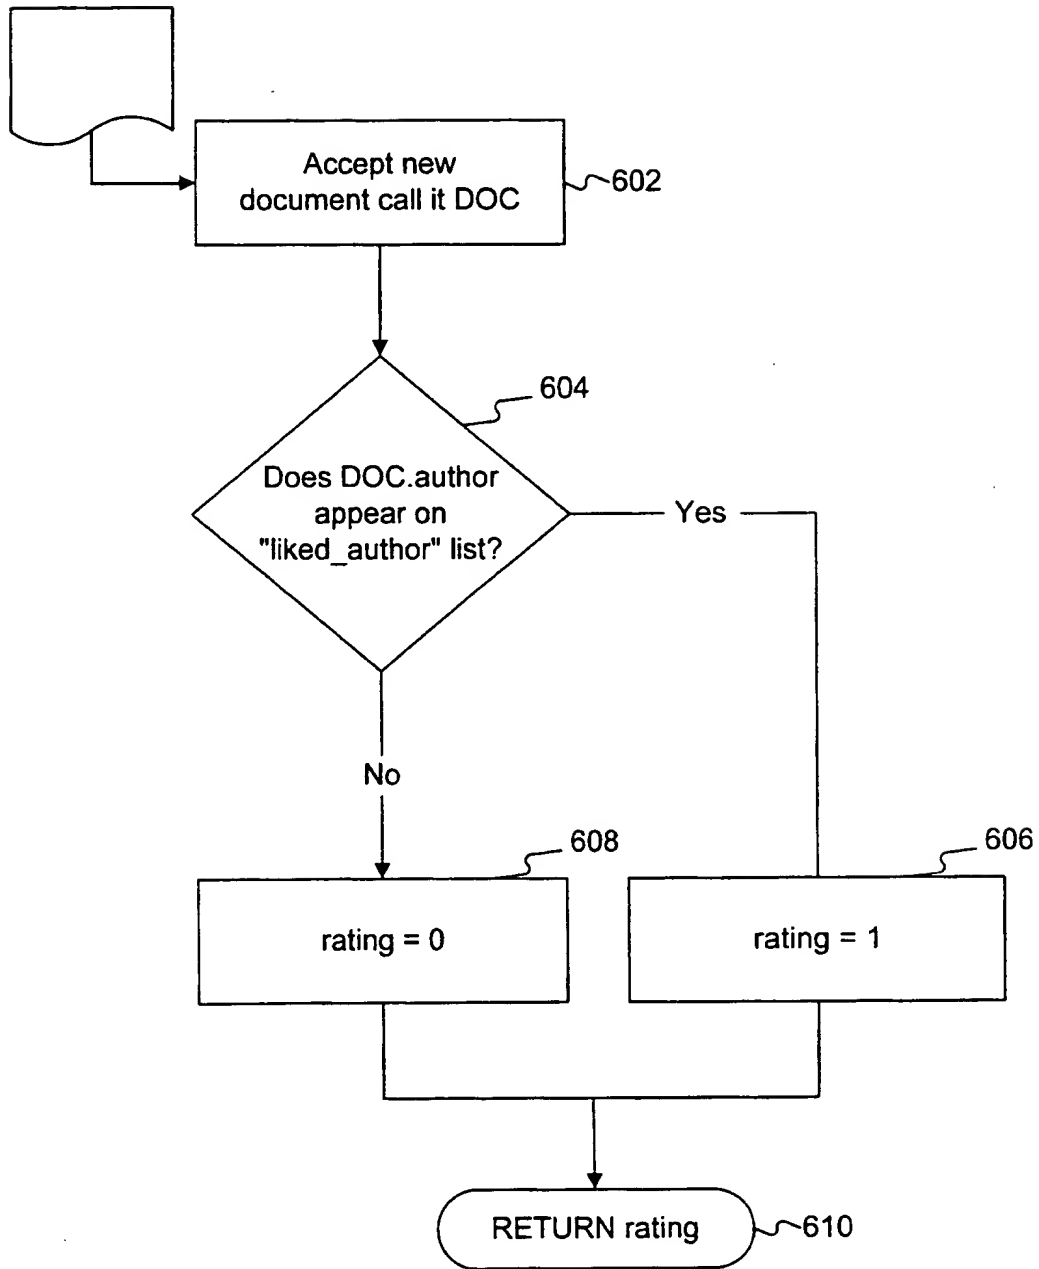 Accept new
document call it DOC
602
604
Does DOC.author
appear on
"liked_author" list?
Yes
No
608
606
rating = 0
rating = 1
RETURN rating
610